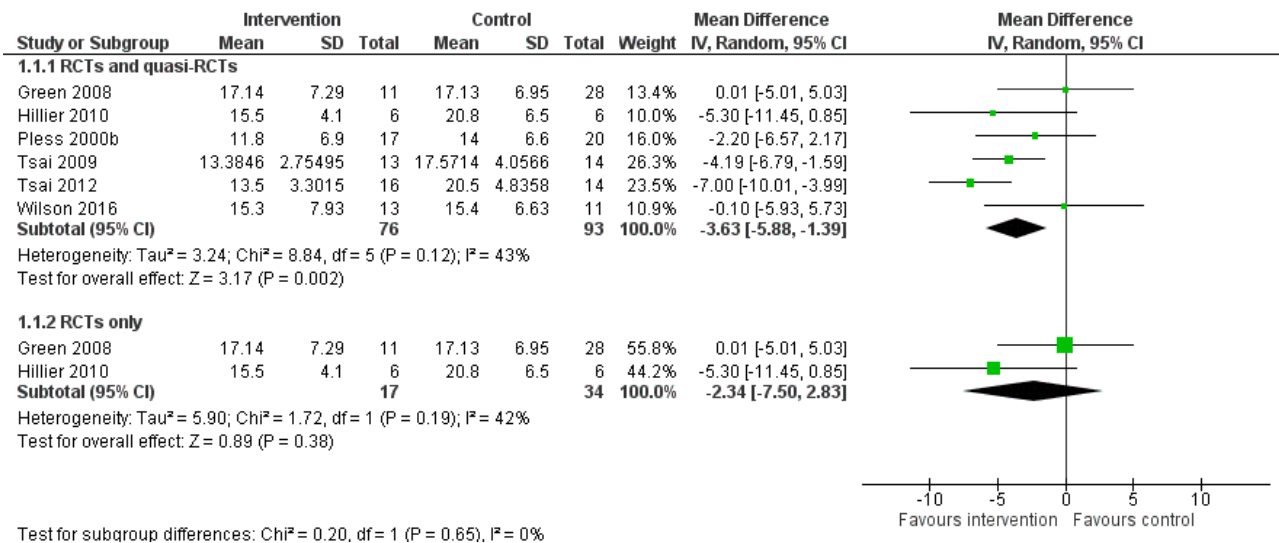 Intervention Control Mean Difference Mean Difference
Study or Subgroup Mean SD Total Mean SD Total Weight IV, Random, 95% CI IV, Random, 95% CI
1.1.1 RCTs and quasi-RCTs
Green 2008 17.14 7.29 11 17.13 6.95 28 13.4% 0.01 [-5.01, 5.03]
Hillier 2010 15.5 4.1 6 20.8 6.5 6 10.0% -5.30 [-11.45, 0.85]
Pless 2000b 11.8 6.9 17 14 6.6 20 16.0% -2.20 [-6.57, 2.17]
Tsai 2009 13.3846 2.75495 13 17.5714 4.0566 14 26.3% -4.19 [-6.79, -1.59]
Tsai 2012 13.5 3.3015 16 20.5 4.8358 14 23.5% -7.00 [-10.01, -3.99]
Wilson 2016 15.3 7.93 13 15.4 6.63 11 10.9% -0.10 [-5.93, 5.73]
Subtotal (95% CI) 76 93 100.0% -3.63 [-5.88, -1.39]
Heterogeneity: Tau² = 3.24; Chi² = 8.84, df = 5 (P = 0.12); I² = 43%
Test for overall effect: Z = 3.17 (P = 0.002)
1.1.2 RCTs only
Green 2008 17.14 7.29 11 17.13 6.95 28 55.8% 0.01 [-5.01, 5.03]
Hillier 2010 15.5 4.1 6 20.8 6.5 6 44.2% -5.30 [-11.45, 0.85]
Subtotal (95% CI) 17 34 100.0% -2.34 [-7.50, 2.83]
Heterogeneity: Tau² = 5.90; Chi² = 1.72, df = 1 (P = 0.19); I² = 42%
Test for overall effect: Z = 0.89 (P = 0.38)
-10 -5 0 5 10
Favours intervention Favours control
Test for subgroup differences: Chi² = 0.20, df = 1 (P = 0.65), I² = 0%